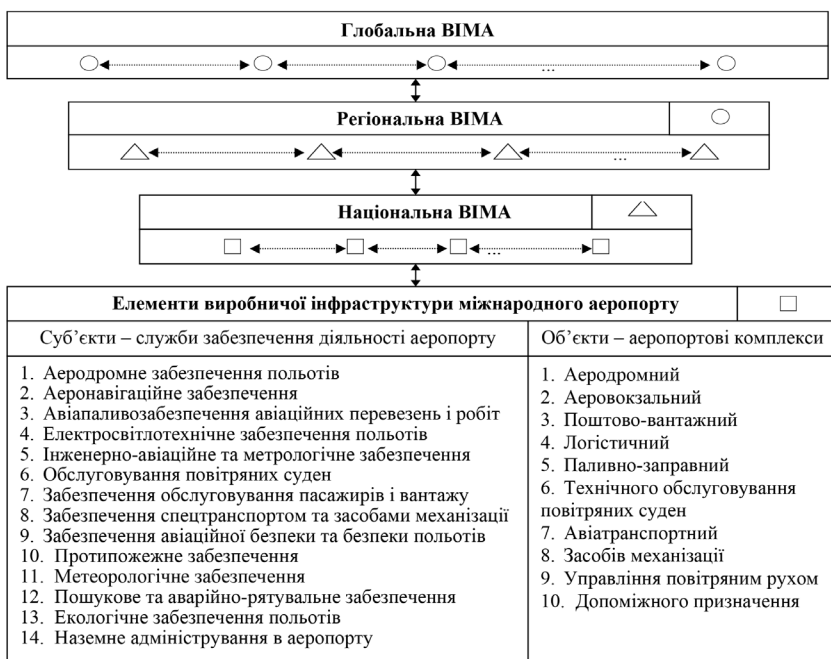 Глобальна ВІМА
...
Регіональна ВІМА
...
Національна ВІМА
...
Елементи виробничої інфраструктури міжнародного аеропорту
Суб’єкти – служби забезпечення діяльності аеропорту
1. Аеродромне забезпечення польотів
2. Аеронавігаційне забезпечення
3. Авіапаливозабезпечення авіаційних перевезень і робіт
4. Електросвітлотехнічне забезпечення польотів
5. Інженерно-авіаційне та метрологічне забезпечення
6. Обслуговування повітряних суден
7. Забезпечення обслуговування пасажирів і вантажу
8. Забезпечення спецтранспортом та засобами механізації
9. Забезпечення авіаційної безпеки та безпеки польотів
10. Протипожежне забезпечення
11. Метеорологічне забезпечення
12. Пошукове та аварійно-рятувальне забезпечення
13. Екологічне забезпечення польотів
14. Наземне адміністрування в аеропорту
Об’єкти – аеропортові комплекси
1. Аеродромний
2. Аеровокзальний
3. Поштово-вантажний
4. Логістичний
5. Паливно-заправний
6. Технічного обслуговування
повітряних суден
7. Авіатранспортний
8. Засобів механізації
9. Управління повітряним рухом
10. Допоміжного призначення